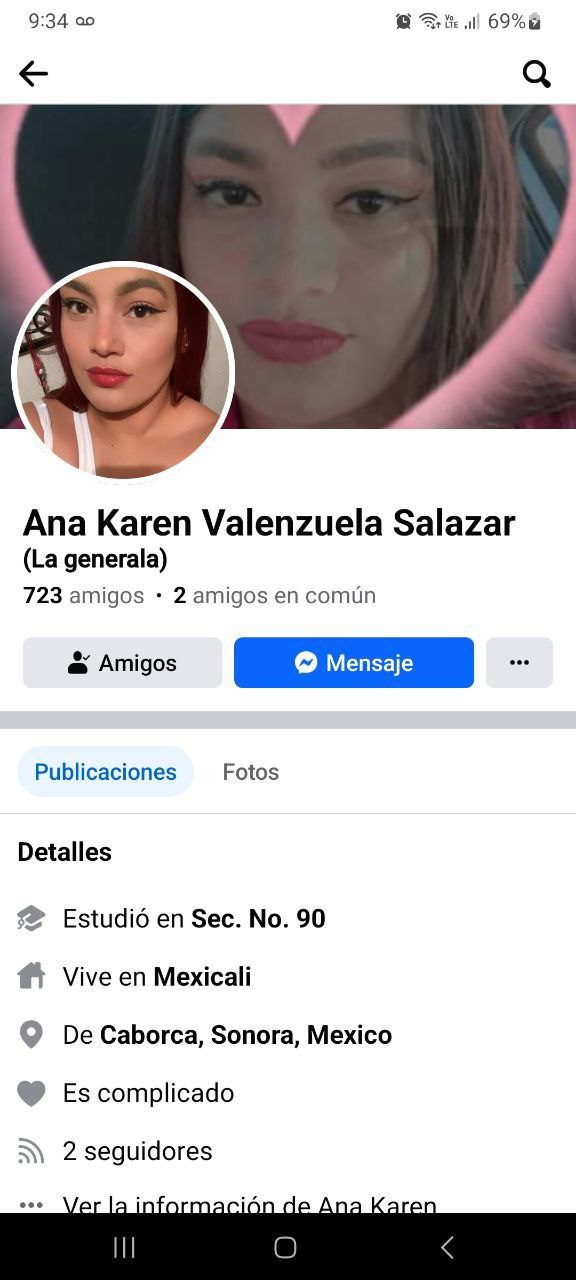 9:34
Vo
LTE
69%
Ana Karen Valenzuela Salazar
(La generala)
723 amigos • 2 amigos en común
Amigos
Mensaje
Publicaciones
Fotos
Detalles
Estudió en Sec. No. 90
Vive en Mexicali
De Caborca, Sonora, Mexico
Es complicado
2 seguidores
Ver la información de Ana Karen